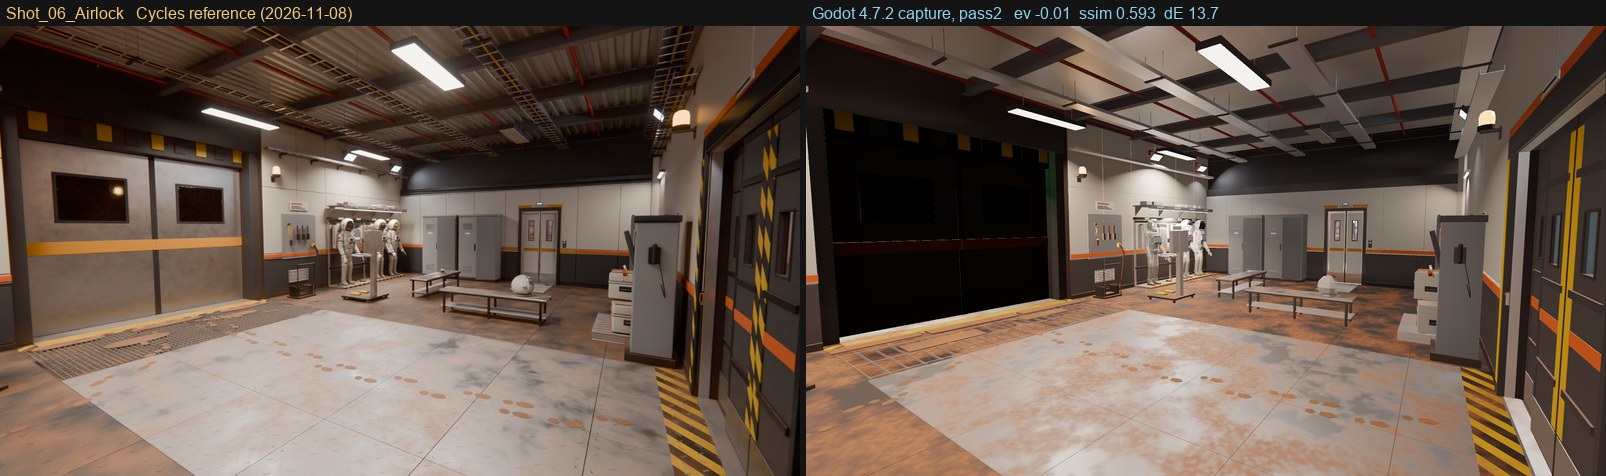 Shot_06_Airlock Cycles reference (2026-11-08)
Godot 4.7.2 capture, pass2 ev -0.01 ssim 0.593 dE 13.7